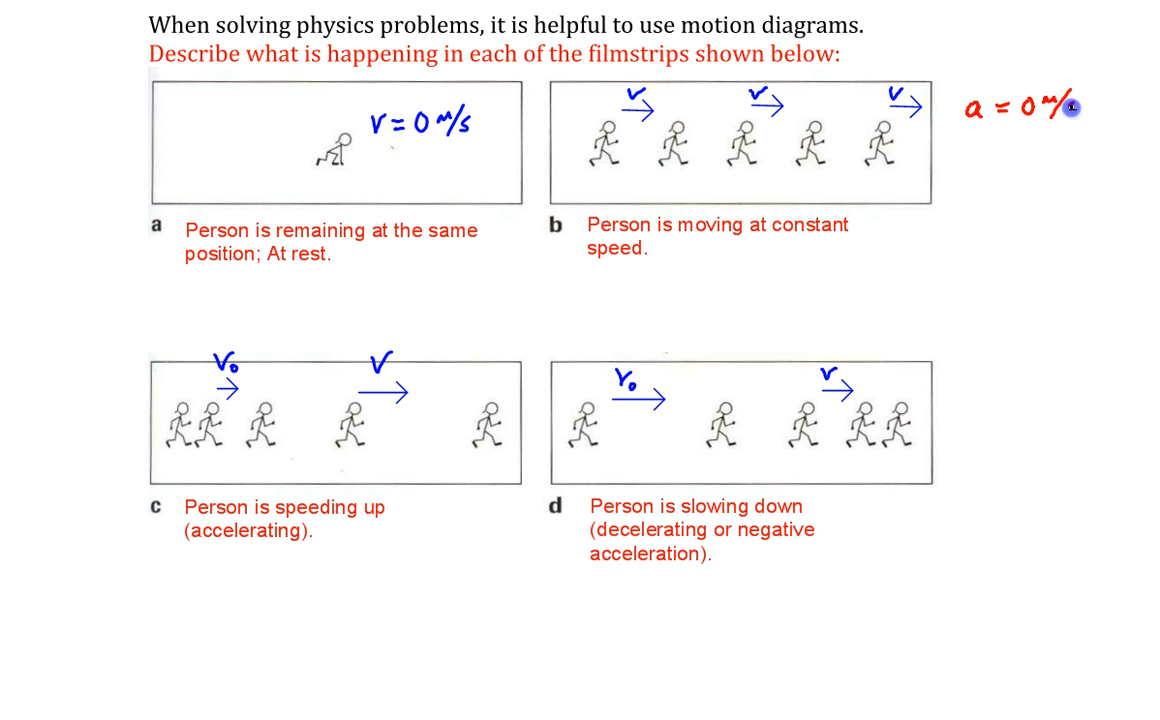 When solving physics problems, it is helpful to use motion diagrams.
Describe what is happening in each of the filmstrips shown below:
v = 0 m/s
v v v
a = 0 m/s
a Person is remaining at the same
position; At rest.
b Person is moving at constant
speed.
v₀ v
v₀ v
c Person is speeding up
(accelerating).
d Person is slowing down
(decelerating or negative
acceleration).